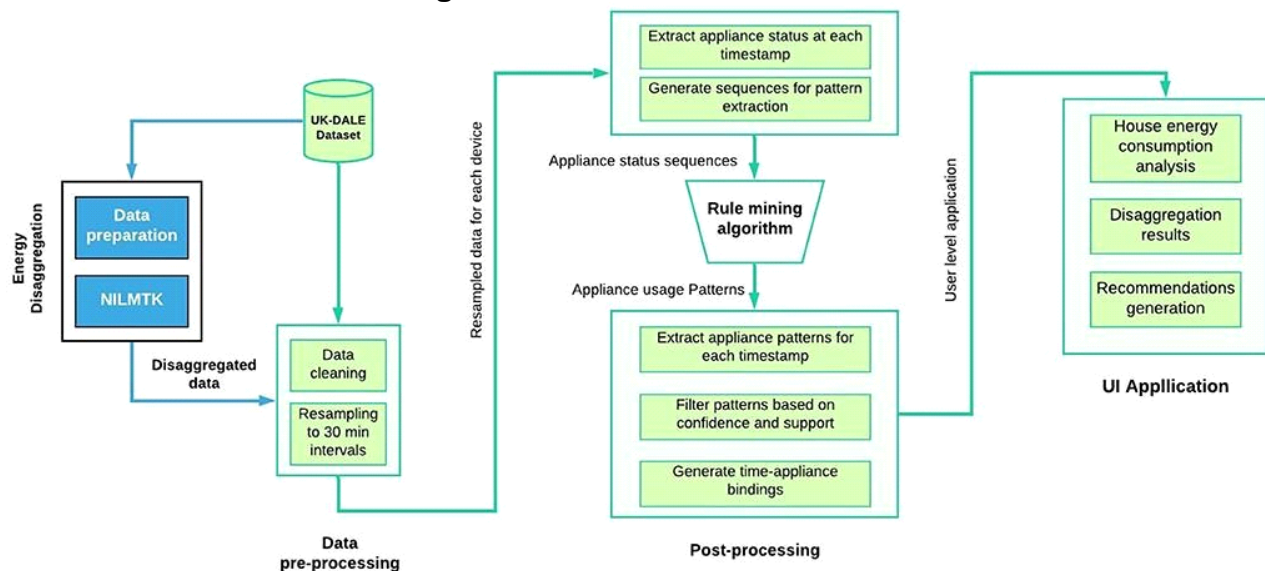 UK-DALE
Dataset
Energy
Disaggregation
Data
preparation
NILMTK
Disaggregated
data
Data
cleaning
Resampling
to 30 min
intervals
Data
pre-processing
Resampled data for each device
Extract appliance status at each
timestamp
Generate sequences for pattern
extraction
Appliance status sequences
Rule mining
algorithm
Appliance usage Patterns
Extract appliance patterns for
each timestamp
Filter patterns based on
confidence and support
Generate time-appliance
bindings
Post-processing
User level application
House energy
consumption
analysis
Disaggregation
results
Recommendations
generation
UI Appllication